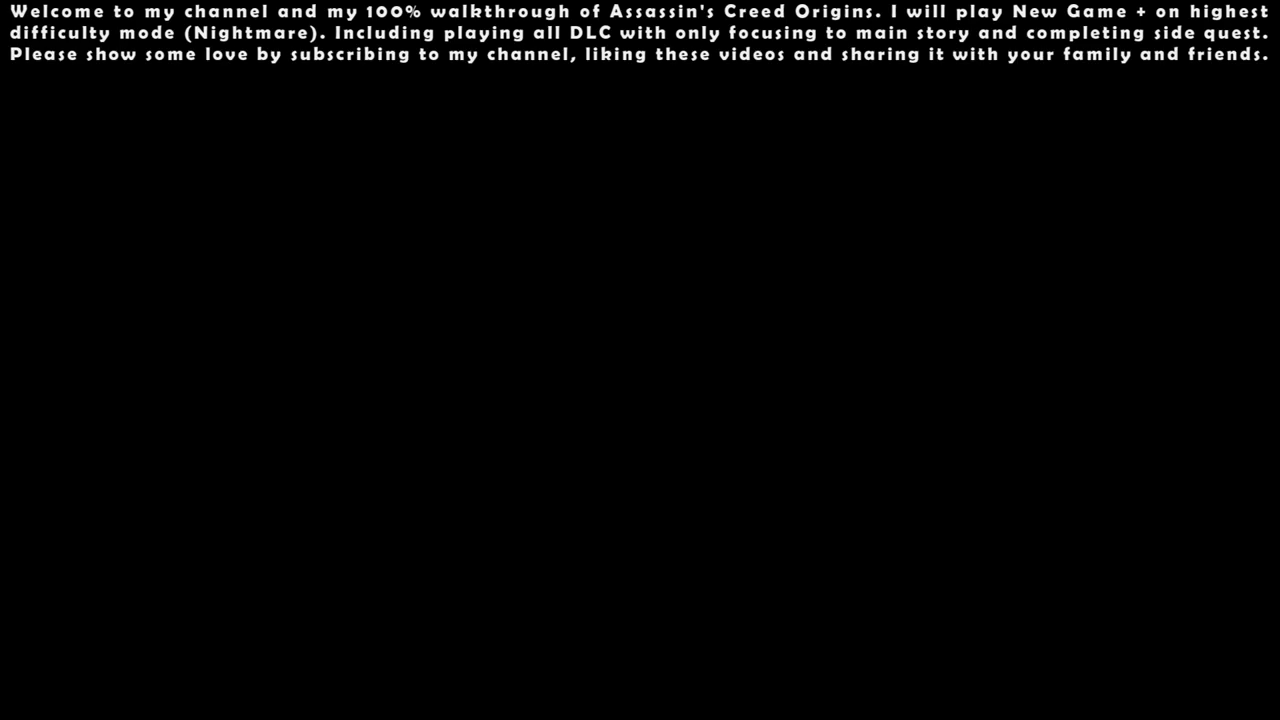 Welcome to my channel and my 100% walkthrough of Assassin's Creed Origins. I will play New Game + on highest
difficulty mode (Nightmare). Including playing all DLC with only focusing to main story and completing side quest.
Please show some love by subscribing to my channel, liking these videos and sharing it with your family and friends.